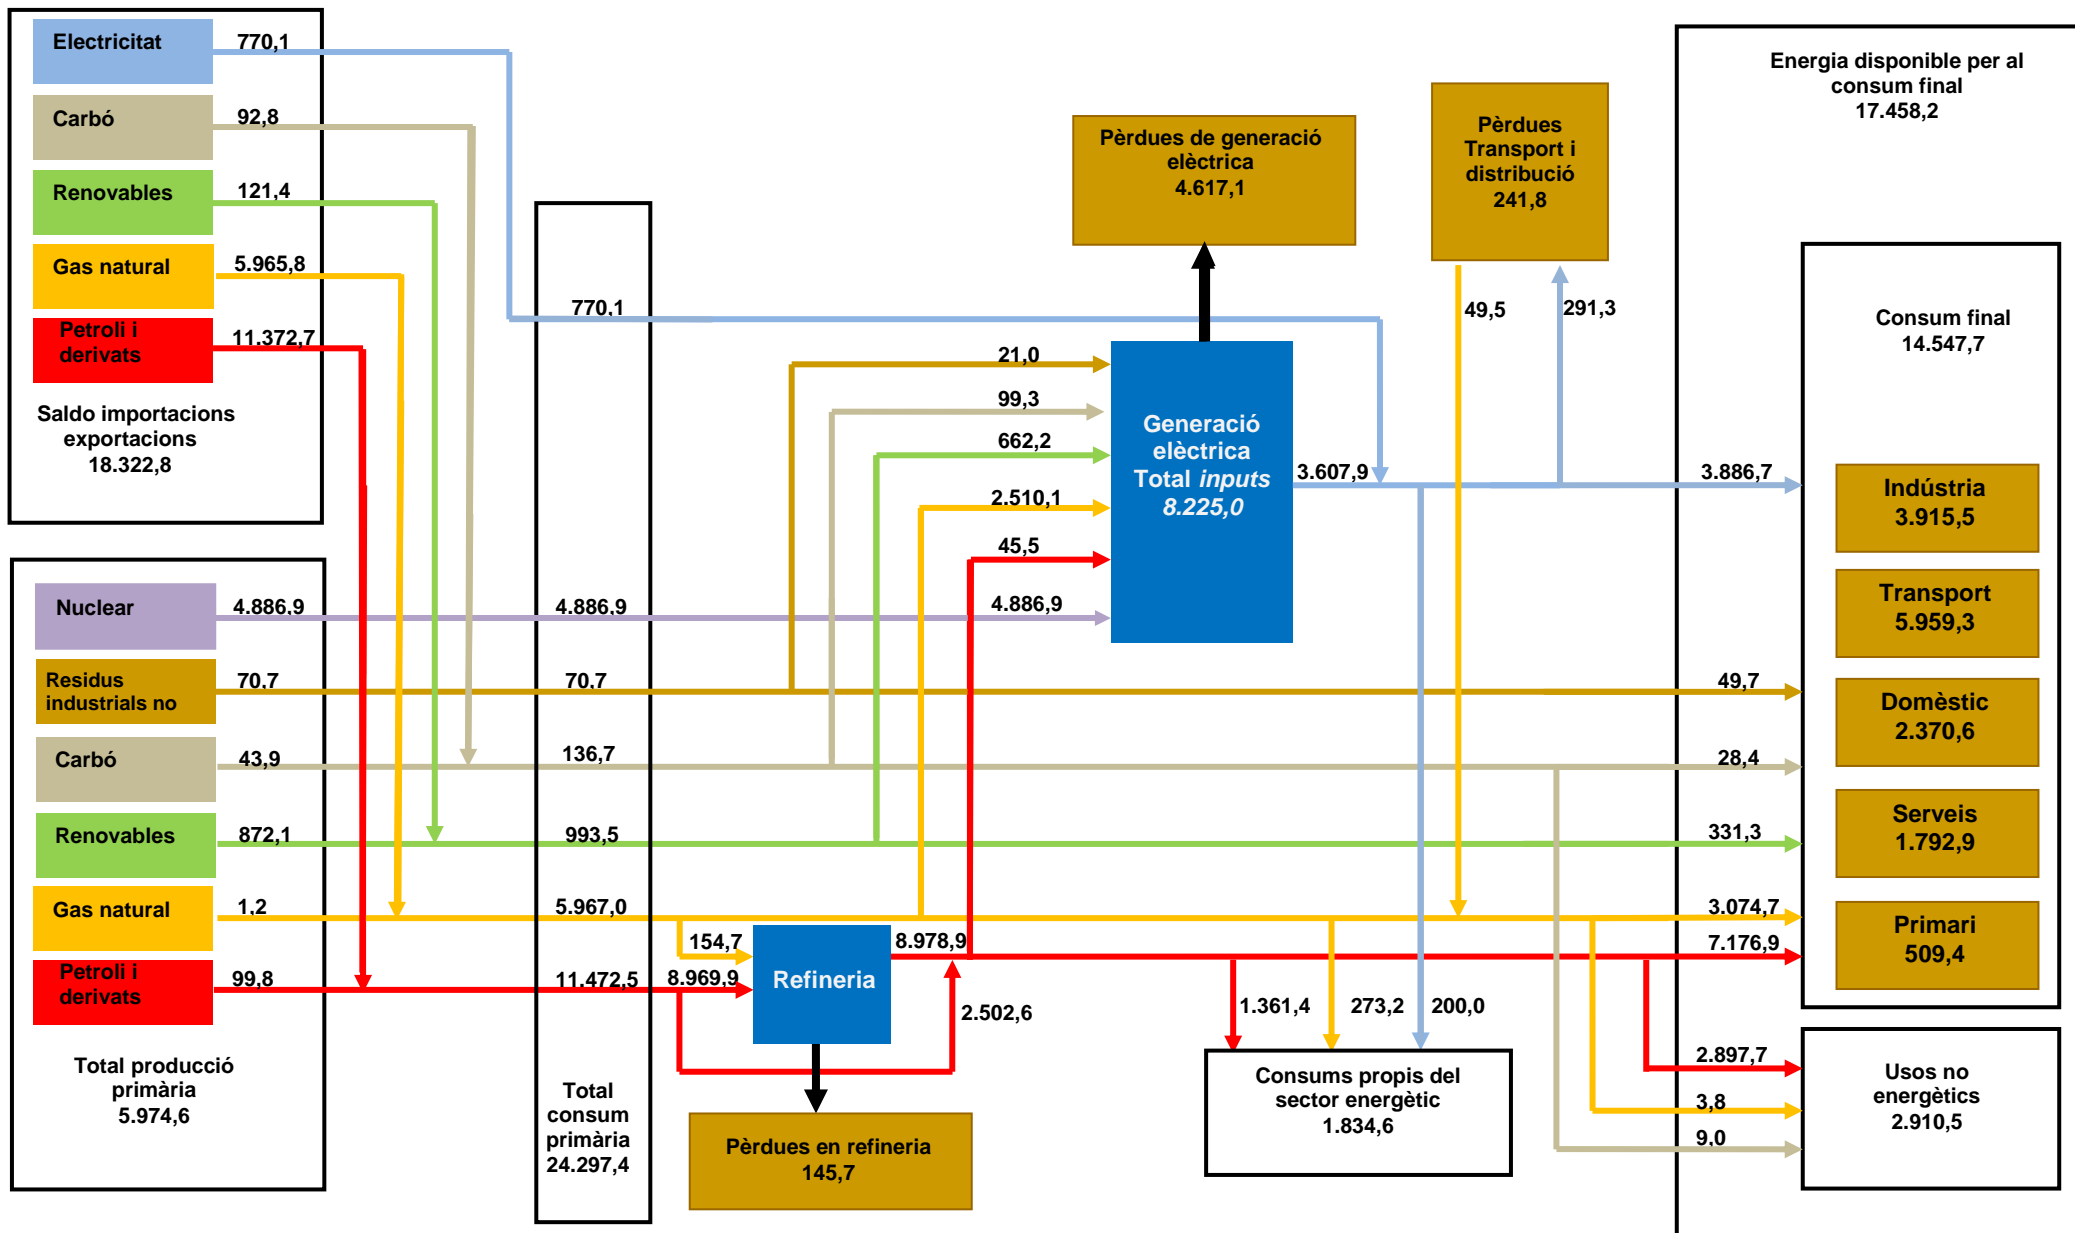 Electricitat
770,1
Carbó
92,8
Renovables
121,4
Gas natural
5.965,8
Petroli i
derivats
11.372,7
Saldo importacions
exportacions
18.322,8
Nuclear
4.886,9
Residus
industrials no
70,7
Carbó
43,9
Renovables
872,1
Gas natural
1,2
Petroli i
derivats
99,8
Total producció
primària
5.974,6
770,1
4.886,9
70,7
136,7
993,5
5.967,0
11.472,5
Total
consum
primària
24.297,4
154,7
8.969,9
Refineria
8.978,9
2.502,6
Pèrdues en refineria
145,7
Pèrdues de generació
elèctrica
4.617,1
21,0
99,3
662,2
2.510,1
45,5
4.886,9
Generació
elèctrica
Total inputs
8.225,0
3.607,9
Pèrdues
Transport i
distribució
241,8
49,5
291,3
1.361,4
273,2
200,0
Consums propis del
sector energètic
1.834,6
Energia disponible per al
consum final
17.458,2
3.886,7
49,7
28,4
331,3
3.074,7
7.176,9
2.897,7
3,8
9,0
Consum final
14.547,7
Indústria
3.915,5
Transport
5.959,3
Domèstic
2.370,6
Serveis
1.792,9
Primari
509,4
Usos no
energètics
2.910,5